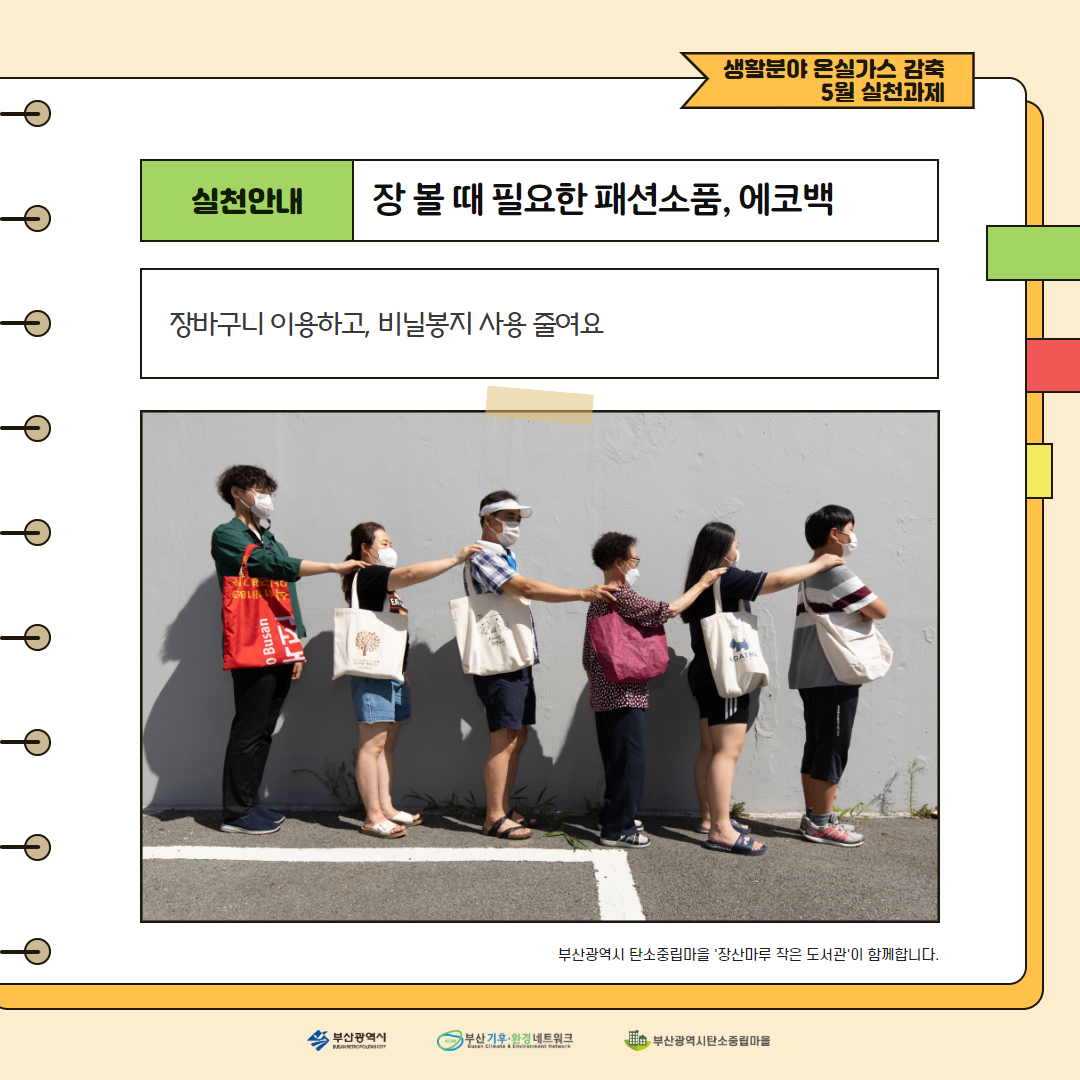 생활분야 온실가스 감축
5월 실천과제
실천안내
장 볼 때 필요한 패션소품, 에코백
장바구니 이용하고, 비닐봉지 사용 줄여요
Busan
AGATHA
부산광역시 탄소중립마을 '장산마루 작은 도서관'이 함께합니다.
부산광역시
BUSAN METROPOLITAN CITY
부산 기후·환경 네트워크
Busan Climate & Environment Network
부산광역시탄소중립마을